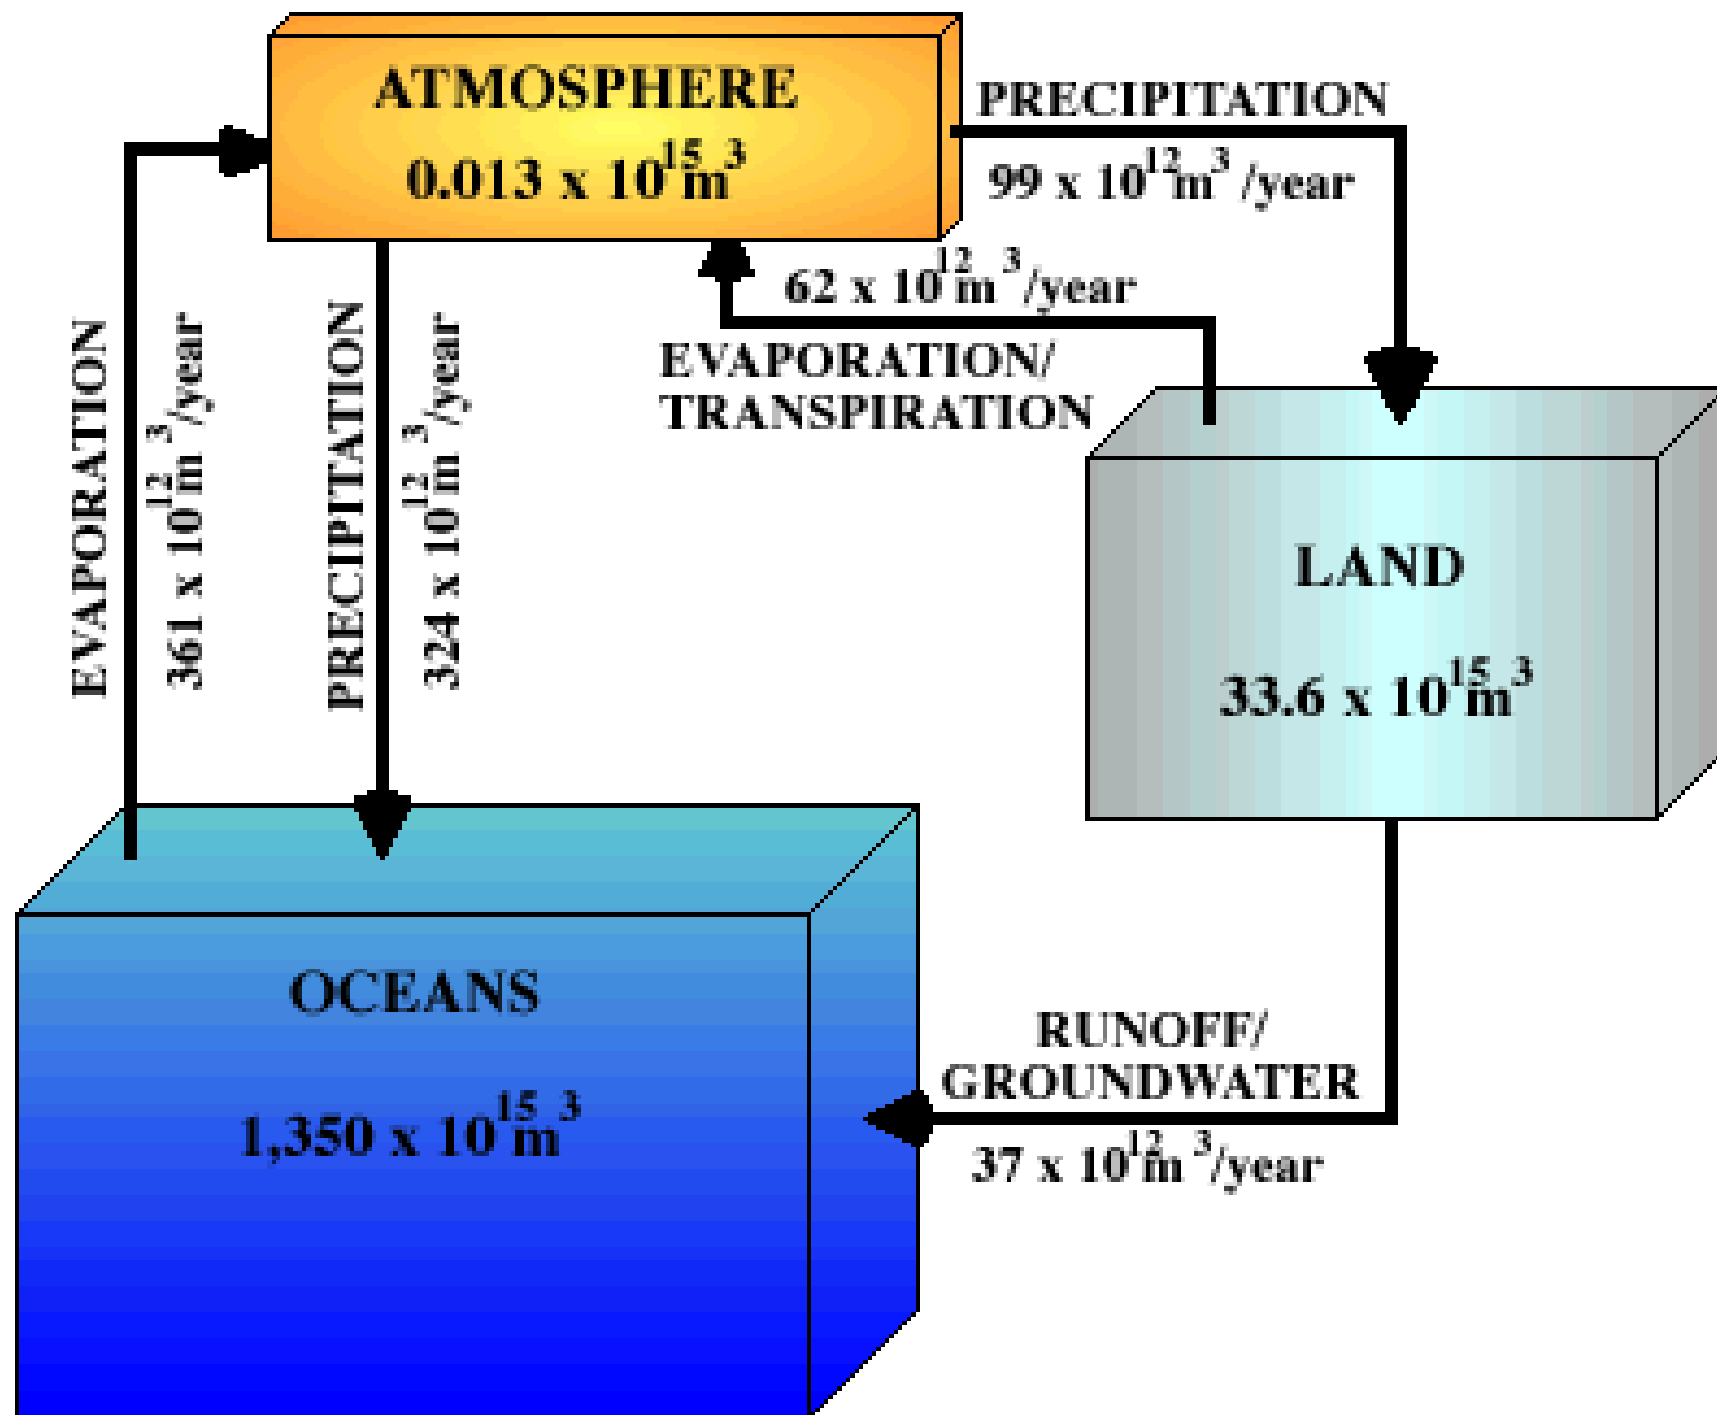 ATMOSPHERE
0.013 x 10¹⁵m³
PRECIPITATION
99 x 10¹²m³ /year
62 x 10¹²m³/year
EVAPORATION/
TRANSPIRATION
EVAPORATION
361 x 10¹²m³/year
PRECIPITATION
324 x 10¹²m³/year
LAND
33.6 x 10¹⁵m³
OCEANS
1,350 x 10¹⁵m³
RUNOFF/
GROUNDWATER
37 x 10¹²m³/year